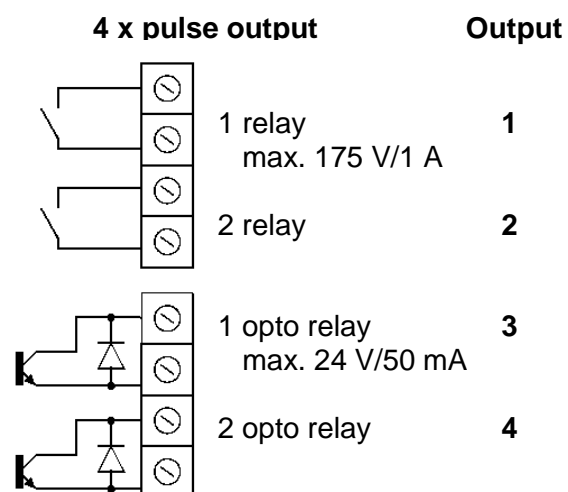 4 x pulse output Output
1 relay 1
max. 175 V/1 A
2 relay 2
1 opto relay 3
max. 24 V/50 mA
2 opto relay 4